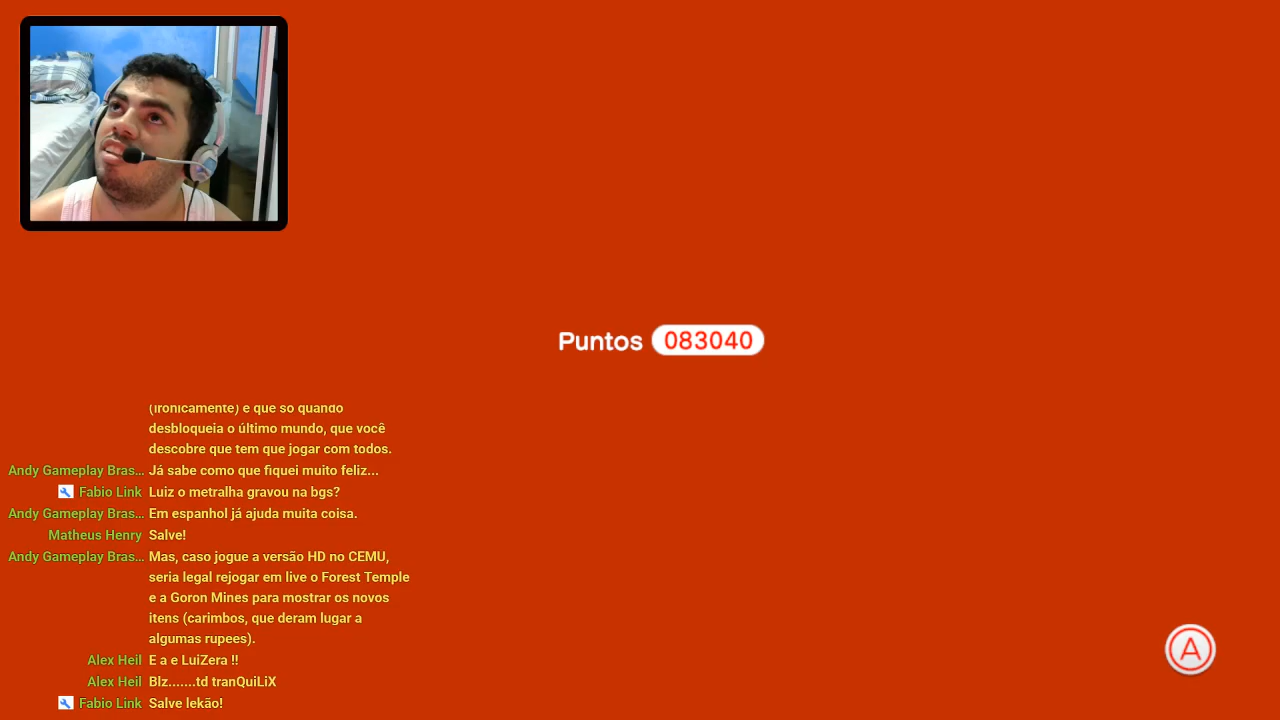 Puntos 083040
(ironicamente) e que só quando
desbloqueia o último mundo, que você
descobre que tem que jogar com todos.
Andy Gameplay Bras… Já sabe como que fiquei muito feliz...
Fabio Link Luiz o metralha gravou na bgs?
Andy Gameplay Bras… Em espanhol já ajuda muita coisa.
Matheus Henry Salve!
Andy Gameplay Bras… Mas, caso jogue a versão HD no CEMU,
seria legal rejogar em live o Forest Temple
e a Goron Mines para mostrar os novos
itens (carimbos, que deram lugar a
algumas rupees).
Alex Heil E a e LuiZera !!
Alex Heil Blz.......td tranQuiLiX
Fabio Link Salve lekão!
A